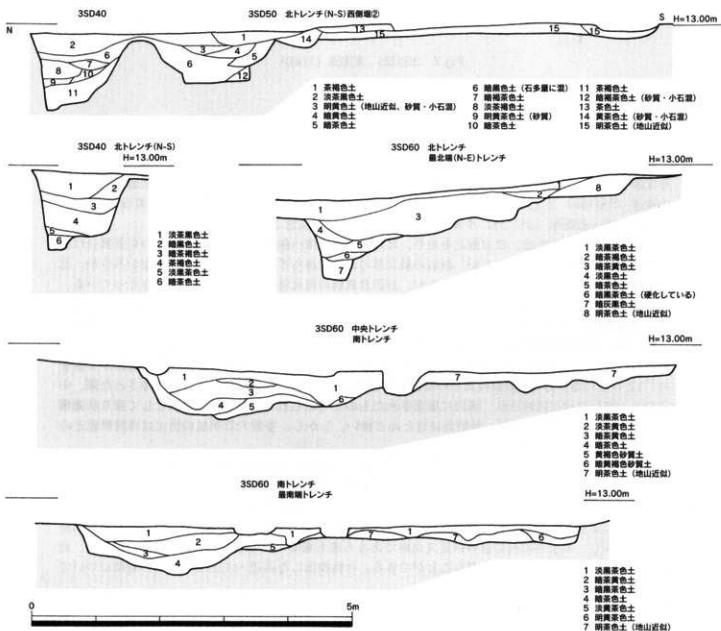 3SD40
3SD50 北トレンチ(N-S)西側壁②
N
S
H=13.00m
1 茶褐色土
2 淡茶黒色土
3 明黄色土（地山近似、砂質・小石混）
4 暗黄色土
5 暗茶色土
6 暗黒色土（石多量に混）
7 暗褐茶色土
8 淡茶褐色土
9 明黄茶色土（砂質）
10 暗茶色土
11 茶褐色土
12 暗褐茶色土（砂質・小石混）
13 茶色土
14 黄茶色土（砂質・小混）
15 明茶色土（地山近似）
3SD40 北トレンチ(N-S)
H=13.00m
1 淡茶黒色土
2 暗黒色土
3 暗茶褐色土
4 茶褐色土
5 淡黒茶色土
6 暗茶色土
3SD60 北トレンチ
最北端(N-E)トレンチ
H=13.00m
1 淡黒茶色土
2 暗茶褐色土
3 暗茶黄色土
4 淡黒色土
5 暗茶色土
6 暗黒茶色土（硬化している）
7 暗灰黒色土
8 明茶色土（地山近似）
3SD60 中央トレンチ
南トレンチ
H=13.00m
1 淡黒茶色土
2 淡茶黄色土
3 暗茶黄色土
4 暗茶色土
5 黄褐色砂質土
6 暗黄褐色砂質土
7 明茶色土（地山近似）
3SD60 南トレンチ
最南端トレンチ
H=13.00m
1 淡黒茶色土
2 暗茶黄色土
3 暗黒茶色土
4 暗茶色土
5 淡黄茶色土
6 明黄茶色土
7 明茶色土（地山近似）
0
5m